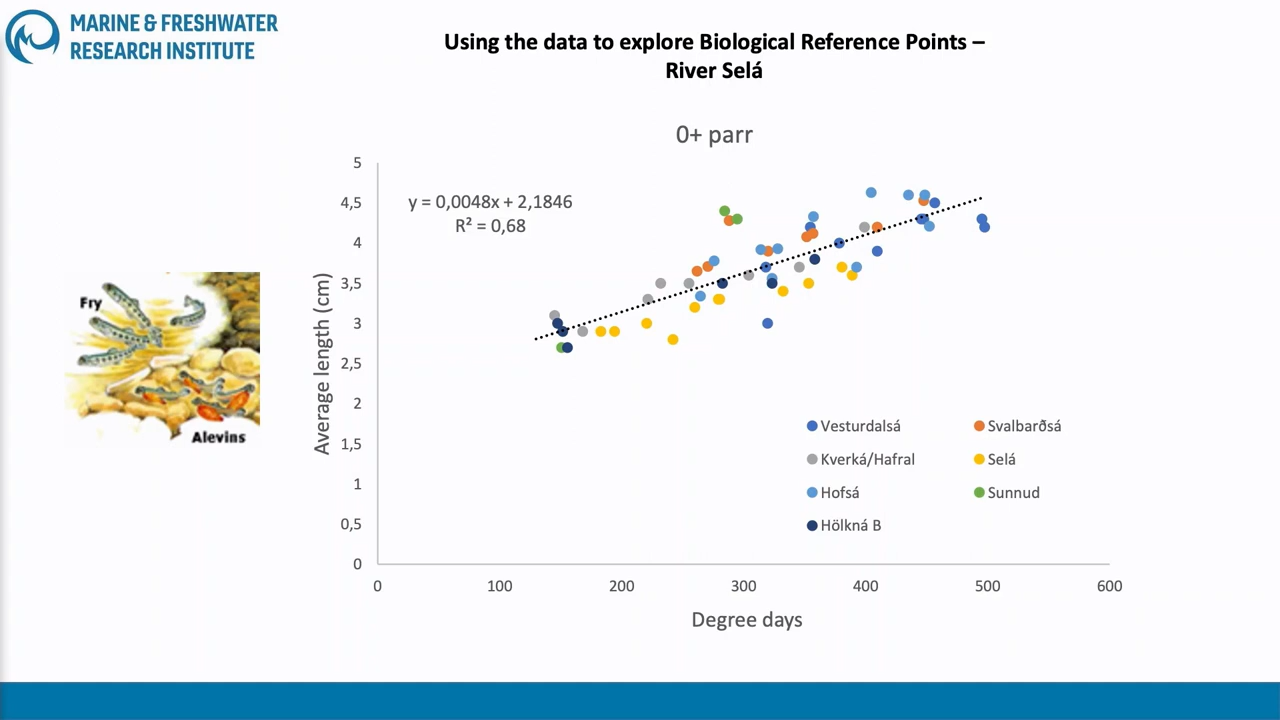 MARINE & FRESHWATER
RESEARCH INSTITUTE
Using the data to explore Biological Reference Points –
River Selá
0+ parr
y = 0,0048x + 2,1846
R² = 0,68
Average length (cm)
5
4,5
4
3,5
3
2,5
2
1,5
1
0,5
0
0 100 200 300 400 500 600
Degree days
Vesturdalsá Svalbarðsá
Kverká/Hafral Selá
Hofsá Sunnud
Hölkná B
Fry
Alevins